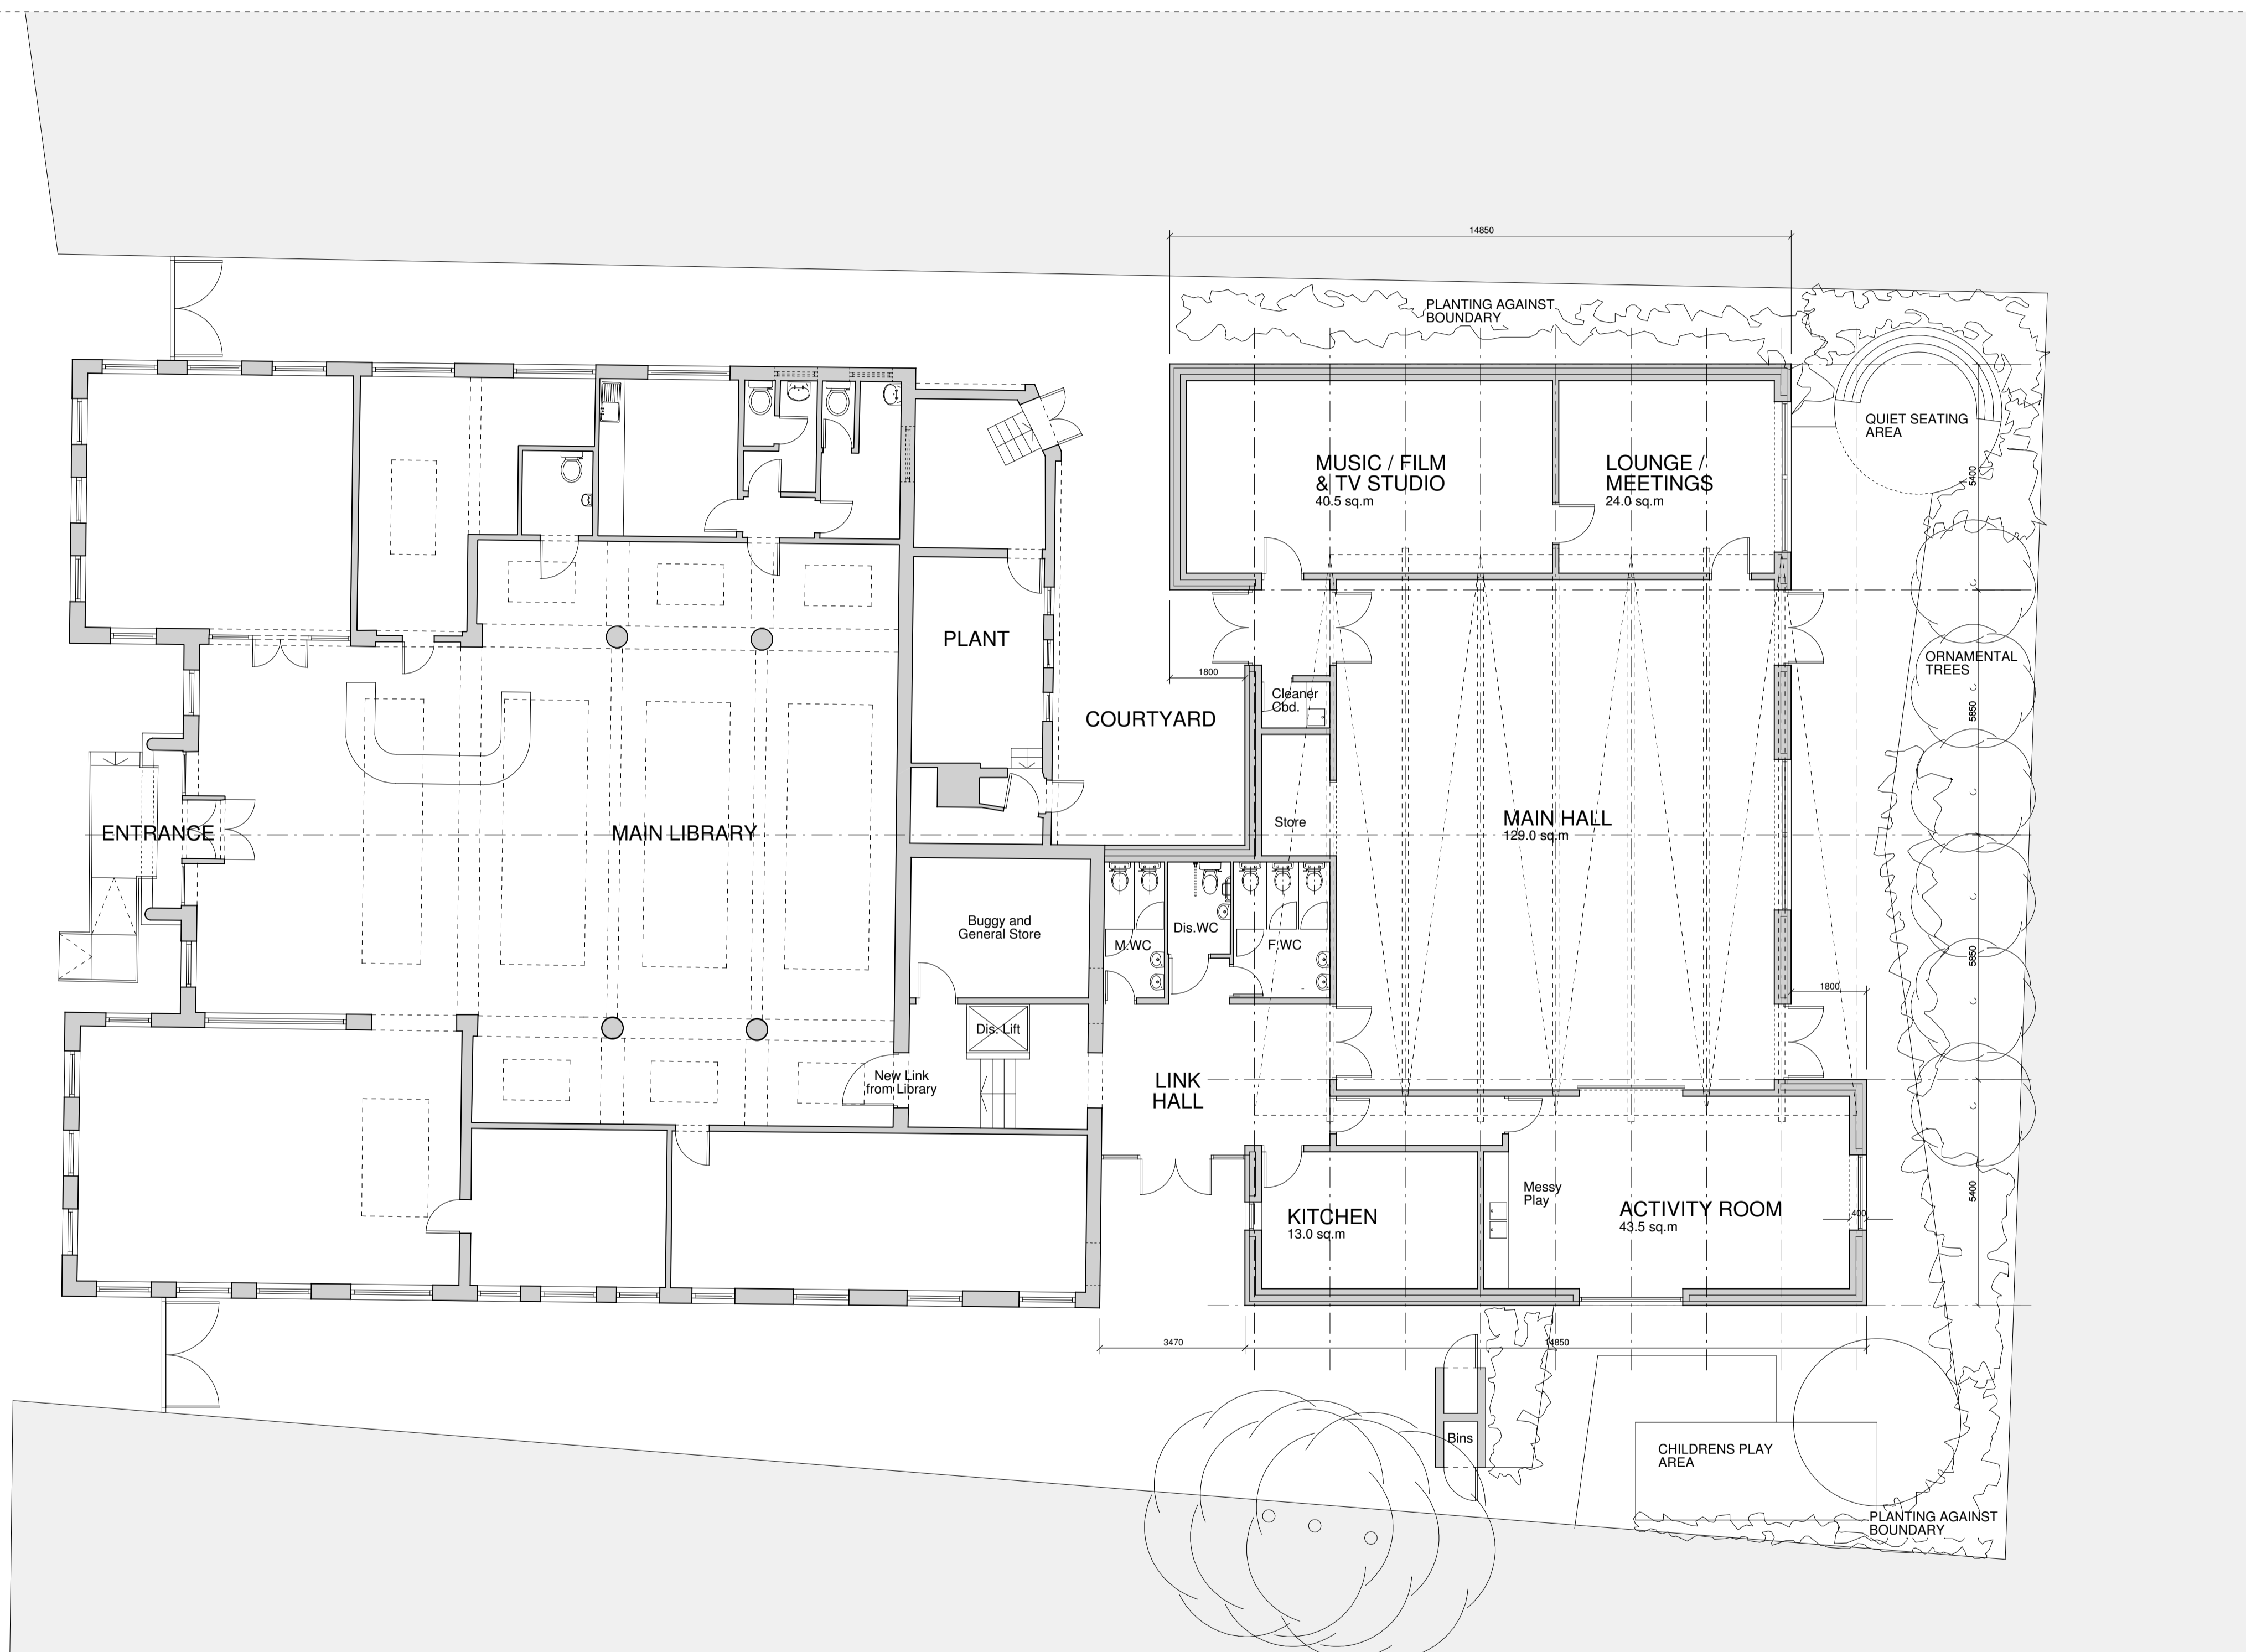 14850
PLANTING AGAINST
BOUNDARY
QUIET SEATING
AREA
MUSIC / FILM
& TV STUDIO
40.5 sq.m
LOUNGE /
MEETINGS
24.0 sq.m
5400
PLANT
ORNAMENTAL
TREES
1800
Cleaner
Cbd.
5850
COURTYARD
ENTRANCE
MAIN LIBRARY
Store
MAIN HALL
129.0 sq.m
Buggy and
General Store
M.WC
Dis.WC
F.WC
5850
1800
Dis. Lift
New Link
from Library
LINK
HALL
Messy
Play
5400
KITCHEN
13.0 sq.m
ACTIVITY ROOM
43.5 sq.m
400
3470
14850
Bins
CHILDRENS PLAY
AREA
PLANTING AGAINST
BOUNDARY